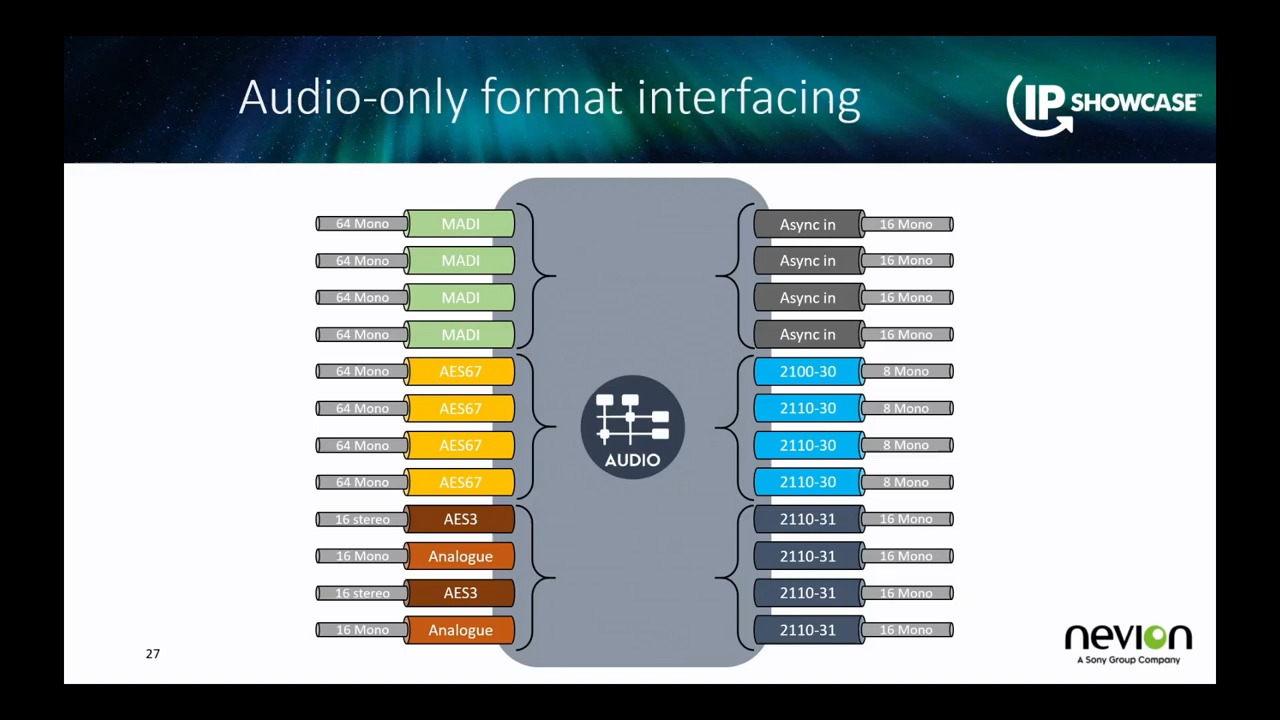 Audio-only format interfacing
IP SHOWCASE™
64 Mono MADI Async in 16 Mono
64 Mono MADI Async in 16 Mono
64 Mono MADI Async in 16 Mono
64 Mono MADI Async in 16 Mono
64 Mono AES67 2100-30 8 Mono
64 Mono AES67 2110-30 8 Mono
64 Mono AES67 2110-30 8 Mono
AUDIO
64 Mono AES67 2110-30 8 Mono
16 stereo AES3 2110-31 16 Mono
16 Mono Analogue 2110-31 16 Mono
16 stereo AES3 2110-31 16 Mono
16 Mono Analogue 2110-31 16 Mono
27
nevion
A Sony Group Company